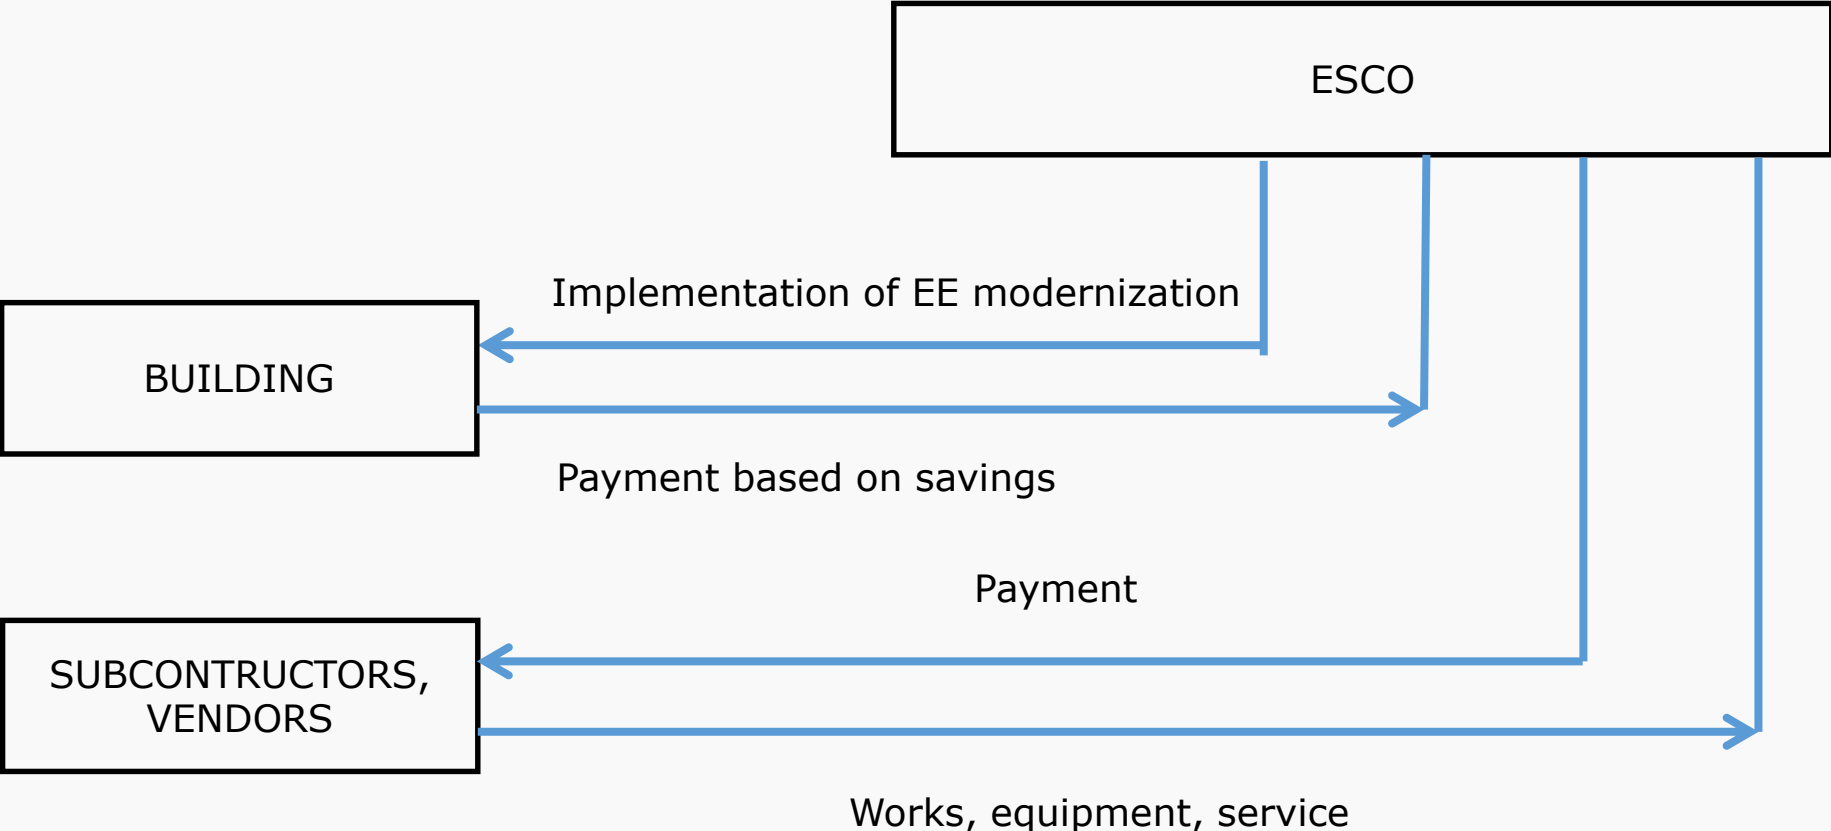 ESCO
Implementation of EE modernization
BUILDING
Payment based on savings
Payment
SUBCONTRUCTORS,
VENDORS
Works, equipment, service